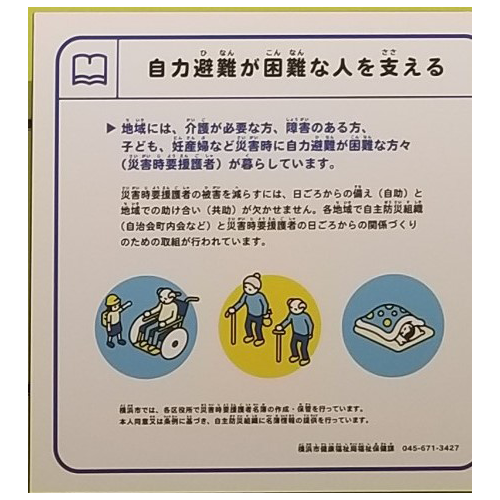 自力避難が困難な人を支える
▶ 地域には、介護が必要な方、障害のある方、
子ども、妊産婦など災害時に自力避難が困難な方々
(災害時要援護者)が暮らしています。
災害時要援護者の被害を減らすには、日ごろからの備え(自助)と
地域での助け合い(共助)が欠かせません。各地域で自主防災組織
(自治会町内会など)と災害時要援護者の日ごろからの関係づくり
のための取組が行われています。
横浜市では、各区役所で災害時要援護者名簿の作成・保管を行っています。
本人同意又は条例に基づき、自主防災組織に名簿情報の提供を行っています。
横浜市健康福祉局福祉保健課 045-671-3427